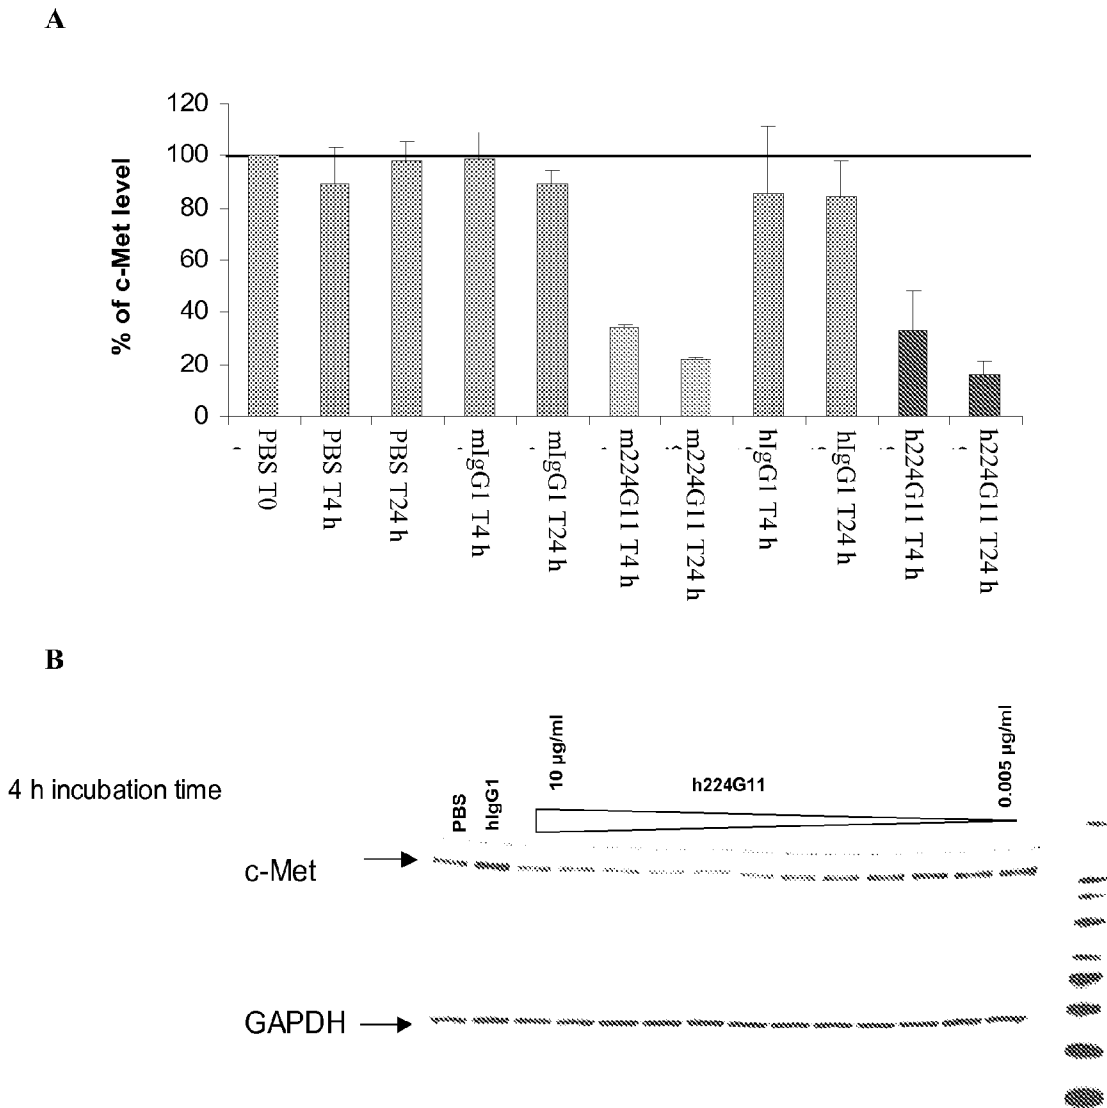 A
120
100
80
60
40
20
0
% of c-Met level
PBS T0
PBS T4 h
PBS T24 h
mIgG1 T4 h
mIgG1 T24 h
m224G11 T4 h
m224G11 T24 h
hIgG1 T4 h
hIgG1 T24 h
h224G11 T4 h
h224G11 T24 h
B
4 h incubation time
PBS
hIgG1
10 µg/ml
h224G11
0.005 µg/ml
c-Met
GAPDH